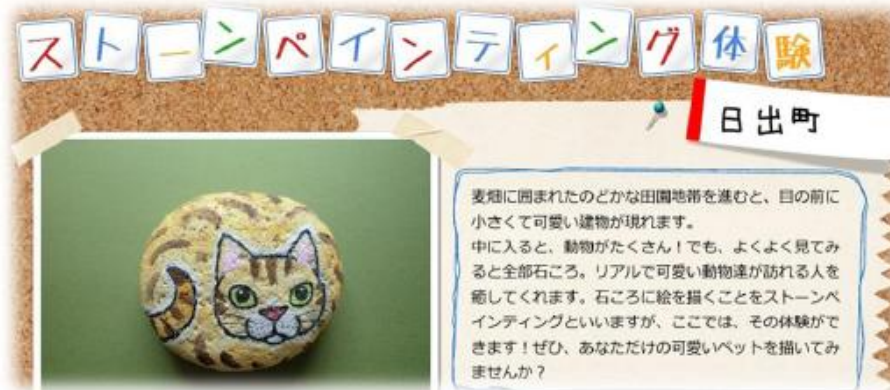 ストーンペインティング体験
日出町
麦畑に囲まれたのどかな田園地帯を進むと、目の前に
小さくて可愛い建物が現れます。
中に入ると、動物がたくさん！でも、よくよく見てみ
ると全部石ころ。リアルで可愛い動物達が訪れる人を
癒してくれます。石ころに絵を描くことをストーンペ
インティングといいますが、ここでは、その体験がで
きます！ぜひ、あなただけの可愛いペットを描いてみ
ませんか？